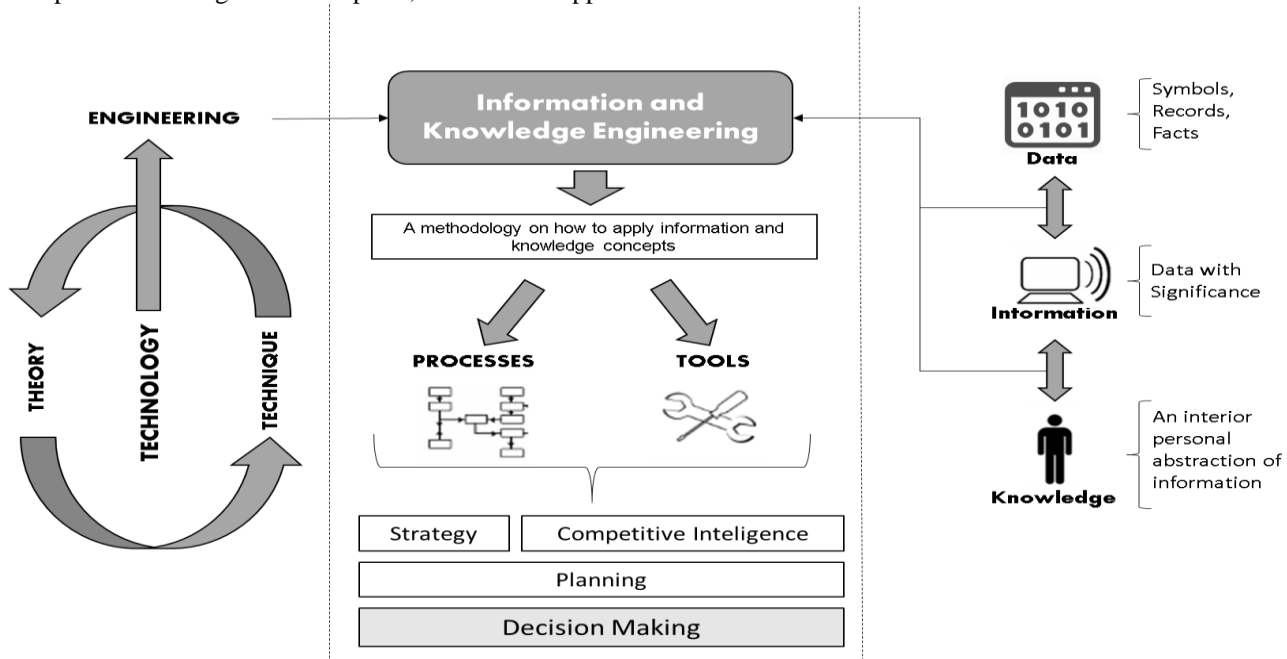 ENGINEERING
THEORY
TECHNOLOGY
TECHNIQUE
Information and
Knowledge Engineering
A methodology on how to apply information and
knowledge concepts
PROCESSES
TOOLS
Strategy
Competitive Inteligence
Planning
Decision Making
1010
0101
Data
Symbols,
Records,
Facts
Information
Data with
Significance
Knowledge
An interior
personal
abstraction of
information